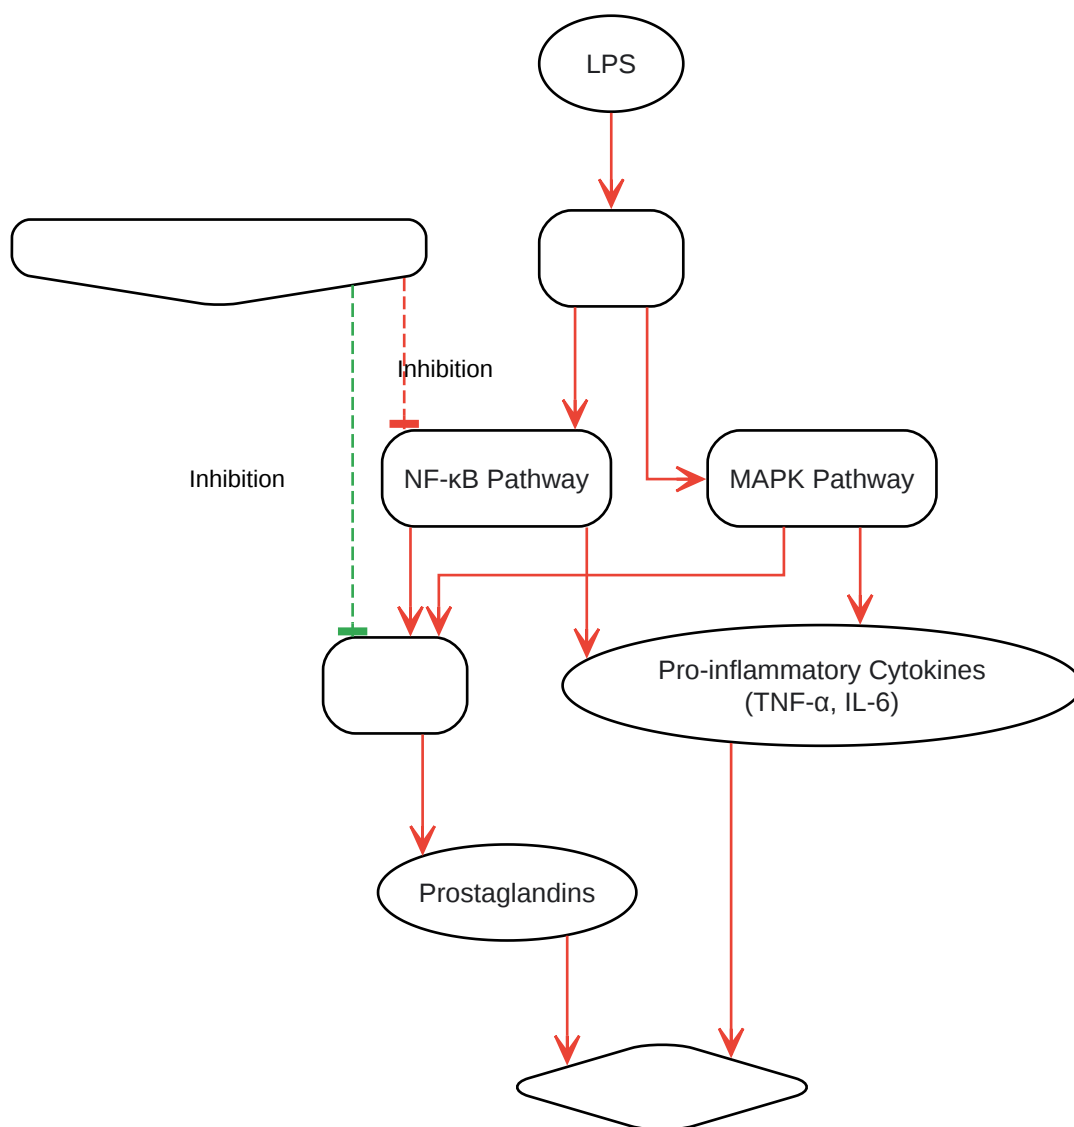 LPS
Inhibition
Inhibition
NF-κB Pathway
MAPK Pathway
Pro-inflammatory Cytokines
(TNF-α, IL-6)
Prostaglandins